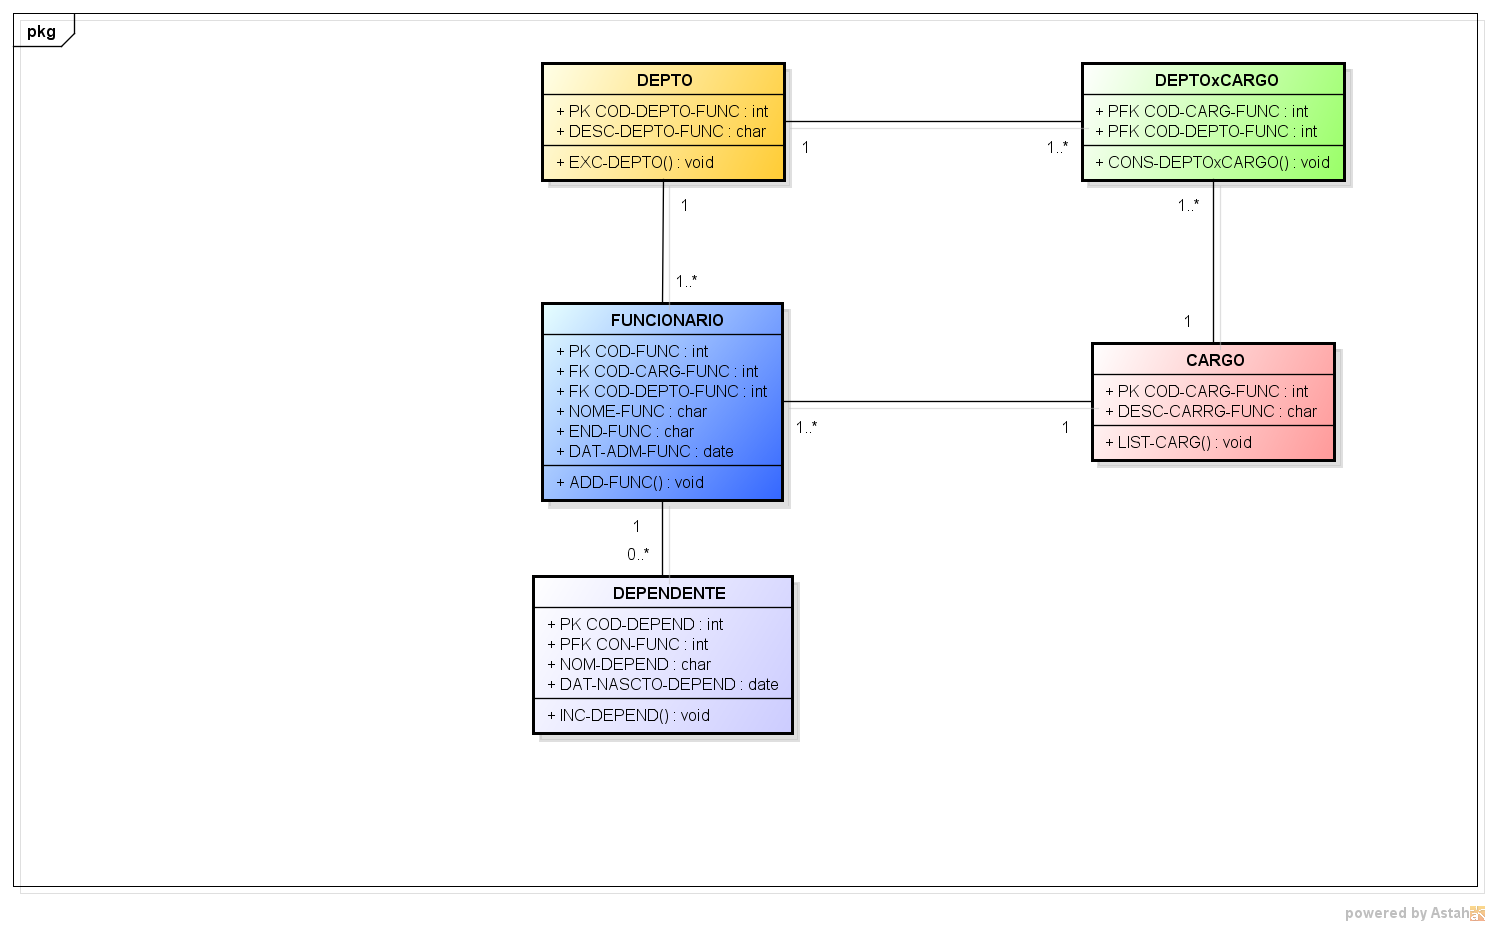 pkg
DEPTO
+ PK COD-DEPTO-FUNC : int
+ DESC-DEPTO-FUNC : char
+ EXC-DEPTO() : void
1
1..*
DEPTOxCARGO
+ PFK COD-CARG-FUNC : int
+ PFK COD-DEPTO-FUNC : int
+ CONS-DEPTOxCARGO() : void
1
1..*
1..*
1
FUNCIONARIO
+ PK COD-FUNC : int
+ FK COD-CARG-FUNC : int
+ FK COD-DEPTO-FUNC : int
+ NOME-FUNC : char
+ END-FUNC : char
+ DAT-ADM-FUNC : date
+ ADD-FUNC() : void
1..*
1
CARGO
+ PK COD-CARG-FUNC : int
+ DESC-CARRG-FUNC : char
+ LIST-CARG() : void
1
0..*
DEPENDENTE
+ PK COD-DEPEND : int
+ PFK CON-FUNC : int
+ NOM-DEPEND : char
+ DAT-NASCTO-DEPEND : date
+ INC-DEPEND() : void
powered by Astah